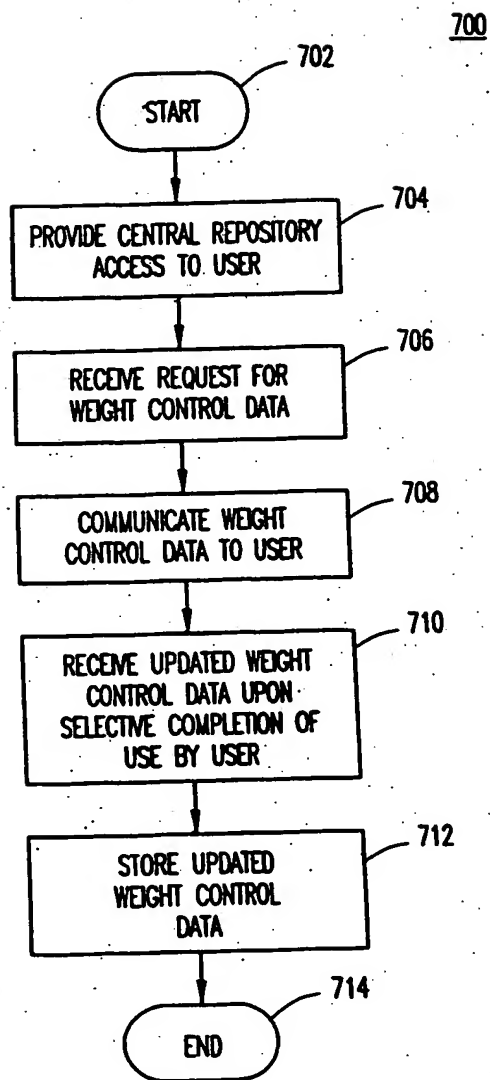 700
702
START
704
PROVIDE CENTRAL REPOSITORY
ACCESS TO USER
706
RECEIVE REQUEST FOR
WEIGHT CONTROL DATA
708
COMMUNICATE WEIGHT
CONTROL DATA TO USER
710
RECEIVE UPDATED WEIGHT
CONTROL DATA UPON
SELECTIVE COMPLETION OF
USE BY USER
712
STORE UPDATED
WEIGHT CONTROL
DATA
714
END